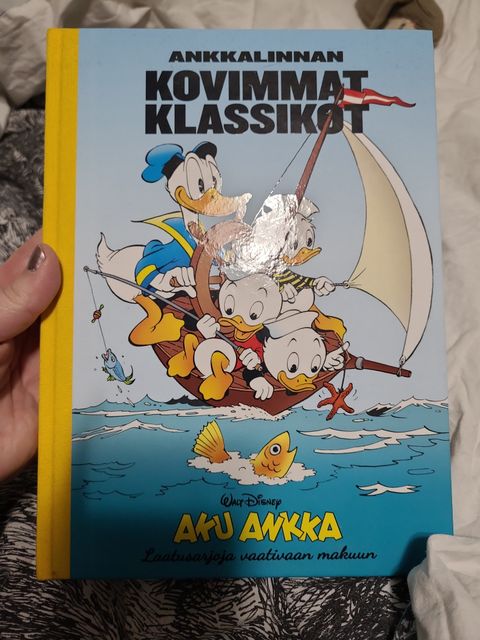 ANKKALINNAN
KOVIMMAT
KLASSIKOT
WALT DISNEY
AKU ANKKA
Laatusarjoja vaativaan makuun